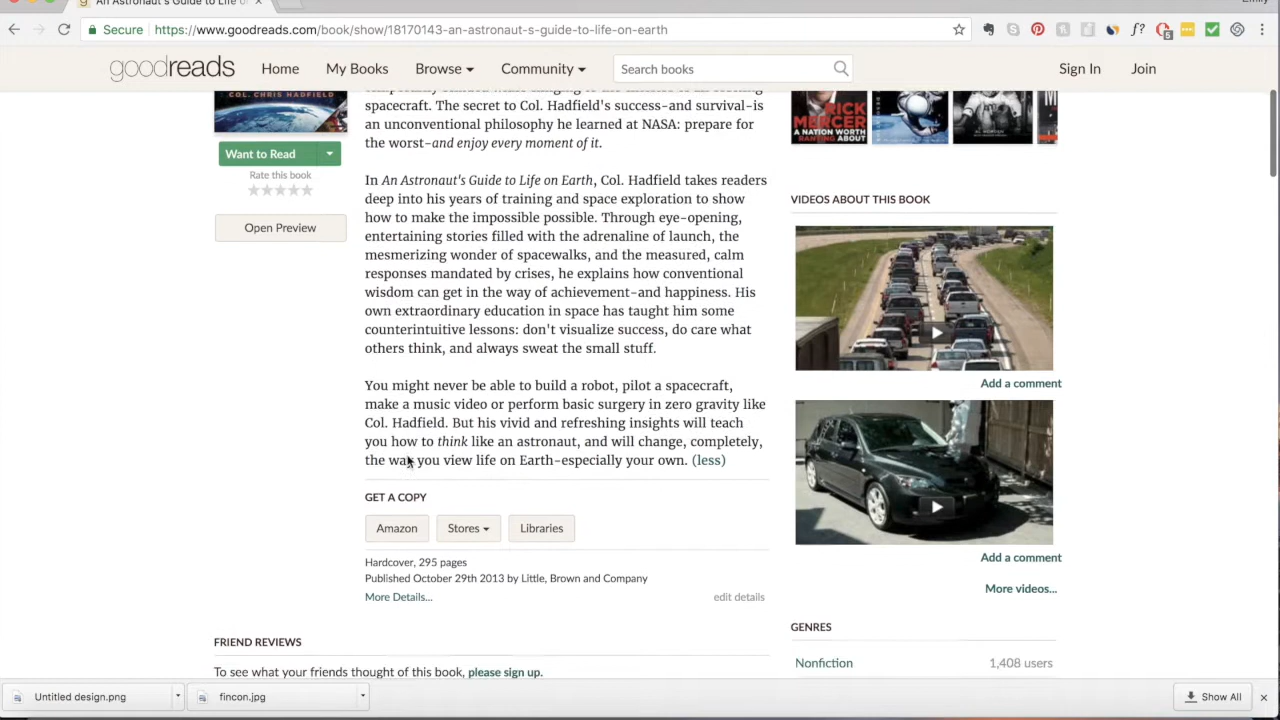 An Astronaut's Guide to Life o
Emily
Secure https://www.goodreads.com/book/show/18170143-an-astronaut-s-guide-to-life-on-earth
5
goodreads Home My Books Browse Community Search books Sign In Join
COL. CHRIS HADFIELD
Want to Read
Rate this book
Open Preview
spacecraft. The secret to Col. Hadfield's success-and survival-is
an unconventional philosophy he learned at NASA: prepare for
the worst-and enjoy every moment of it.
In An Astronaut's Guide to Life on Earth, Col. Hadfield takes readers
deep into his years of training and space exploration to show
how to make the impossible possible. Through eye-opening,
entertaining stories filled with the adrenaline of launch, the
mesmerizing wonder of spacewalks, and the measured, calm
responses mandated by crises, he explains how conventional
wisdom can get in the way of achievement-and happiness. His
own extraordinary education in space has taught him some
counterintuitive lessons: don't visualize success, do care what
others think, and always sweat the small stuff.
You might never be able to build a robot, pilot a spacecraft,
make a music video or perform basic surgery in zero gravity like
Col. Hadfield. But his vivid and refreshing insights will teach
you how to think like an astronaut, and will change, completely,
the way you view life on Earth-especially your own. (less)
GET A COPY
Amazon Stores Libraries
Hardcover, 295 pages
Published October 29th 2013 by Little, Brown and Company
More Details... edit details
FRIEND REVIEWS
To see what your friends thought of this book, please sign up.
RICK
MERCER
A NATION WORTH
RANTING ABOUT
VIDEOS ABOUT THIS BOOK
Add a comment
Add a comment
More videos...
GENRES
Nonfiction 1,408 users
Untitled design.png fincon.jpg Show All